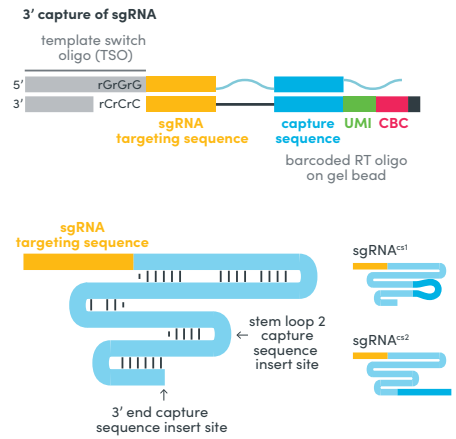 3′ capture of sgRNA
template switch
oligo (TSO)
5′ rGrGrG
3′ rCrCrC
sgRNA
targeting sequence
capture
sequence
UMI CBC
barcoded RT oligo
on gel bead
sgRNA
targeting sequence
sgRNAcs1
← stem loop 2
capture
sequence
insert site
sgRNAcs2
↑
3′ end capture
sequence insert site